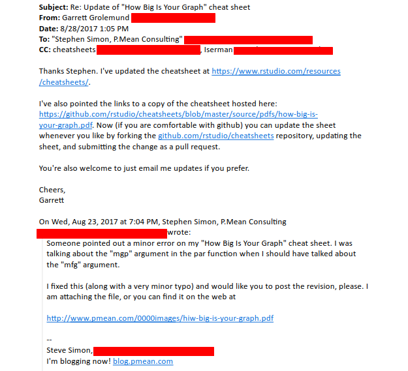 Subject: Re: Update of "How Big Is Your Graph" cheat sheet
From: Garrett Grolemund
Date: 8/28/2017 1:05 PM
To: "Stephen Simon, P.Mean Consulting"
CC: cheatsheets , Iserman
Thanks Stephen. I've updated the cheatsheet at https://www.rstudio.com/resources
/cheatsheets/.
I've also pointed the links to a copy of the cheatsheet hosted here:
https://github.com/rstudio/cheatsheets/blob/master/source/pdfs/how-big-is-
your-graph.pdf. Now (if you are comfortable with github) you can update the sheet
whenever you like by forking the github.com/rstudio/cheatsheets repository, updating the
sheet, and submitting the change as a pull request.
You're also welcome to just email me updates if you prefer.
Cheers,
Garrett
On Wed, Aug 23, 2017 at 7:04 PM, Stephen Simon, P.Mean Consulting
wrote:
Someone pointed out a minor error on my "How Big Is Your Graph" cheat sheet. I was
talking about the "mgp" argument in the par function when I should have talked about
the "mfg" argument.
I fixed this (along with a very minor typo) and would like you to post the revision, please. I
am attaching the file, or you can find it on the web at
http://www.pmean.com/0000images/hiw-big-is-your-graph.pdf
--
Steve Simon,
I'm blogging now! blog.pmean.com